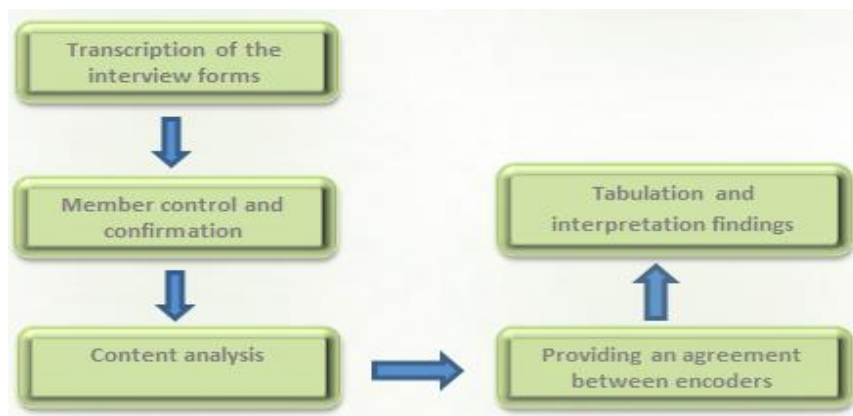 Transcription of the
interview forms
Member control and
confirmation
Content analysis
Providing an agreement
between encoders
Tabulation and
interpretation findings